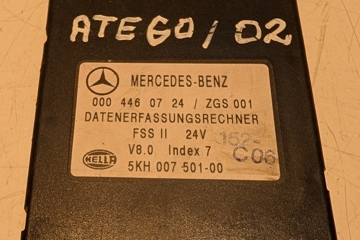 ATEGO/02
MERCEDES-BENZ
000 446 07 24 / ZGS 001
DATENERFASSUNGSRECHNER
FSS II 24V
152-
V8.0 Index 7
C06
HELLA
5KH 007 501-00